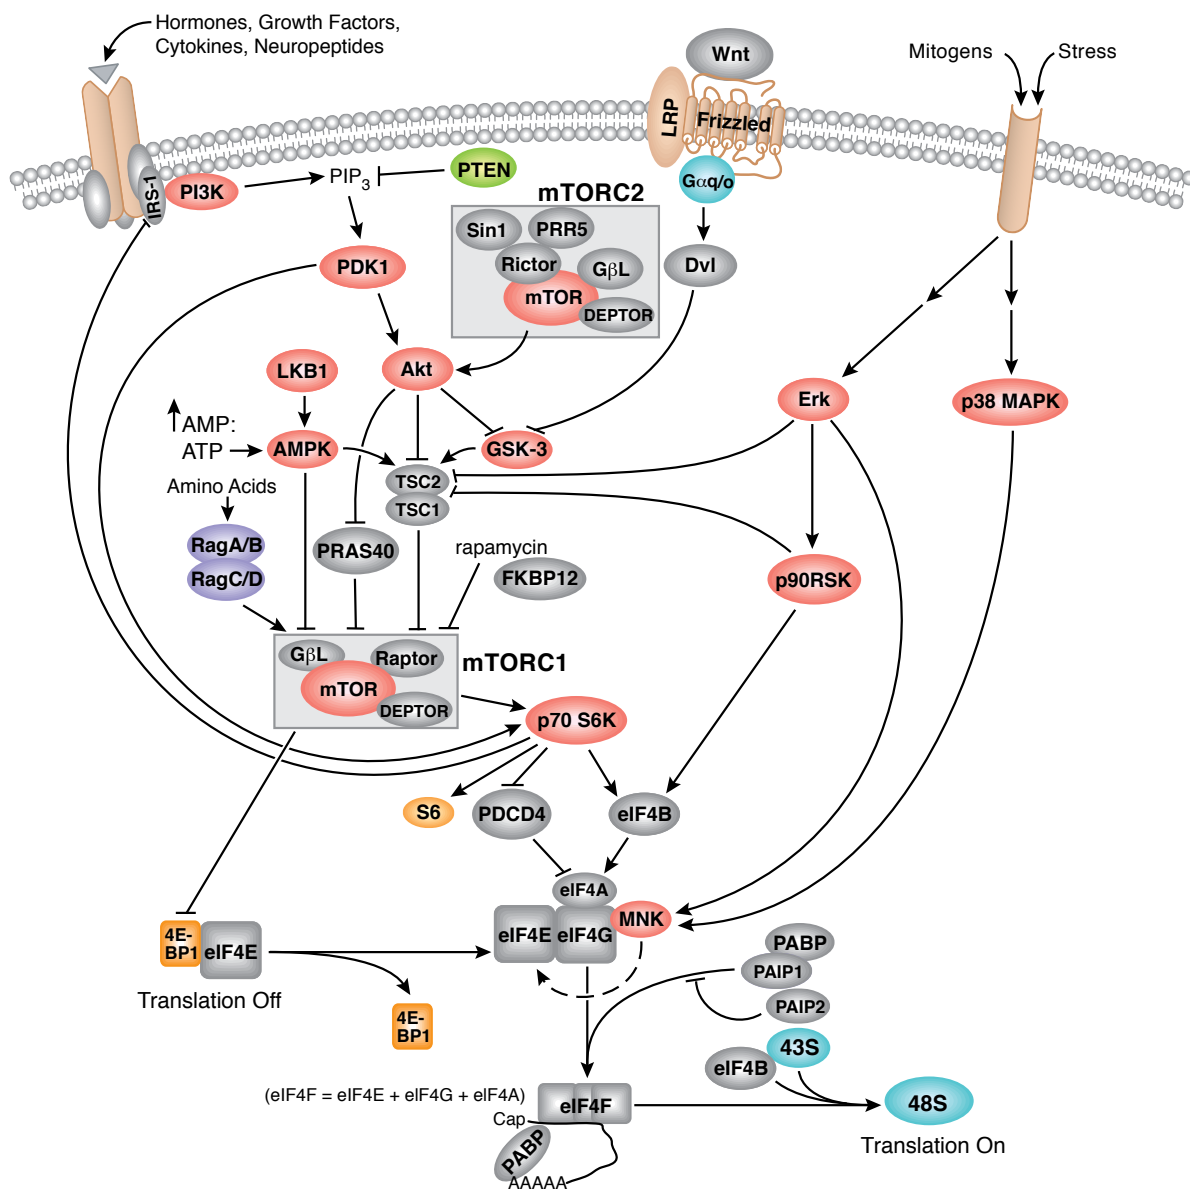 Hormones, Growth Factors,
Cytokines, Neuropeptides
Wnt
LRP
Frizzled
Mitogens
Stress
IRS-1
PI3K
PIP3
PTEN
Gαq/o
mTORC2
Sin1
PRR5
Rictor
GβL
mTOR
DEPTOR
Dvl
PDK1
LKB1
Akt
Erk
p38 MAPK
AMP:
ATP
AMPK
GSK-3
Amino Acids
TSC2
TSC1
RagA/B
RagC/D
PRAS40
rapamycin
FKBP12
p90RSK
GβL
Raptor
mTOR
DEPTOR
mTORC1
p70 S6K
S6
PDCD4
eIF4B
eIF4A
eIF4E
eIF4G
MNK
4E-
BP1
eIF4E
Translation Off
4E-
BP1
PABP
PAIP1
PAIP2
43S
eIF4B
(eIF4F = eIF4E + eIF4G + eIF4A)
eIF4F
48S
Cap
PABP
AAAAA
Translation On